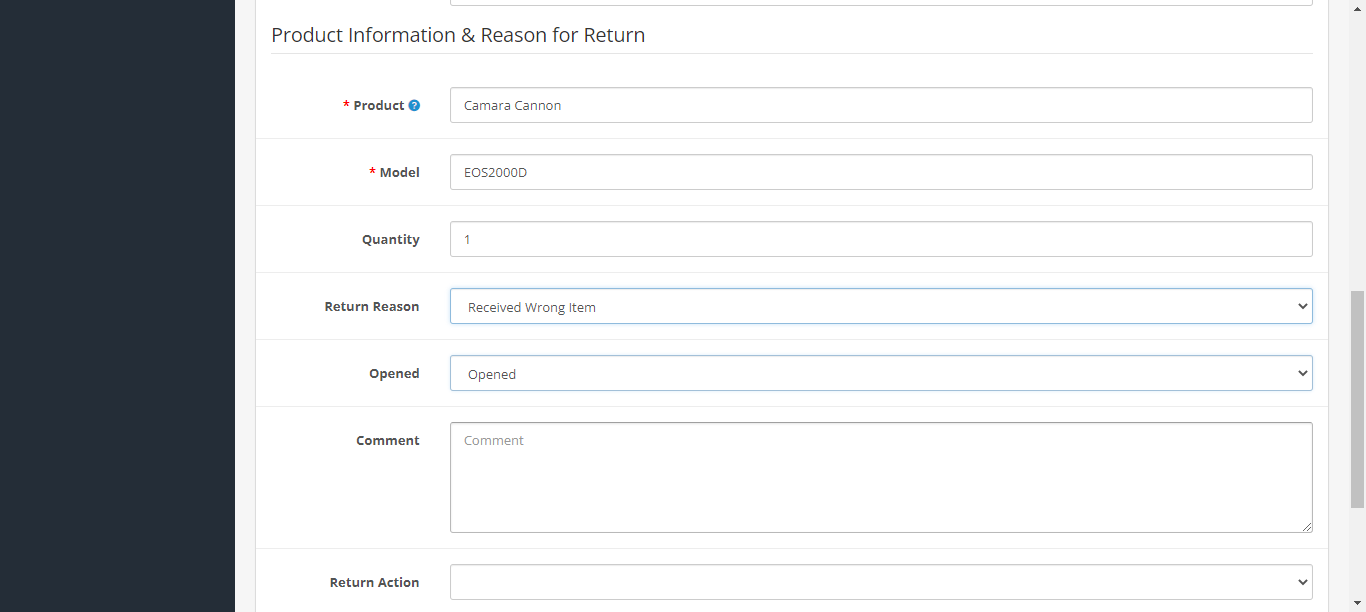 Product Information & Reason for Return
* Product ?
Camara Cannon
* Model
EOS2000D
Quantity
1
Return Reason
Received Wrong Item
Opened
Opened
Comment
Comment
Return Action